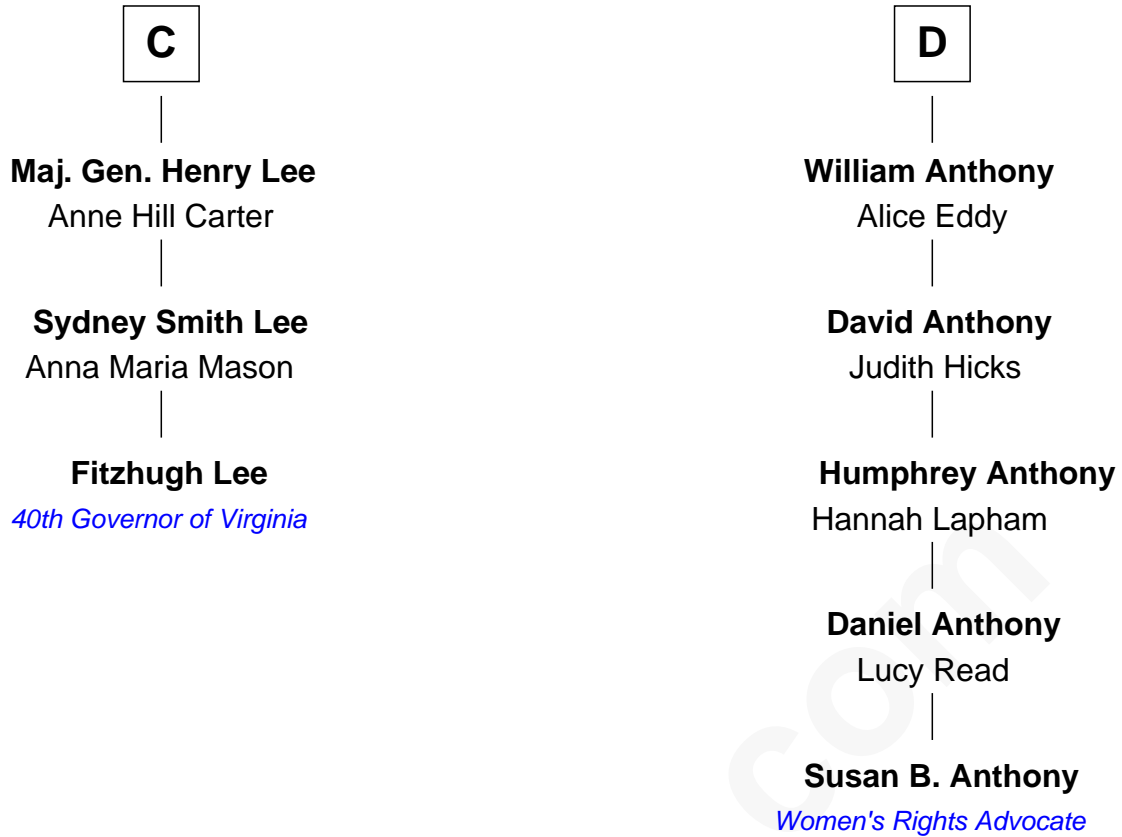 C
Maj. Gen. Henry Lee
Anne Hill Carter
Sydney Smith Lee
Anna Maria Mason
Fitzhugh Lee
40th Governor of Virginia
D
William Anthony
Alice Eddy
David Anthony
Judith Hicks
Humphrey Anthony
Hannah Lapham
Daniel Anthony
Lucy Read
Susan B. Anthony
Women's Rights Advocate
com